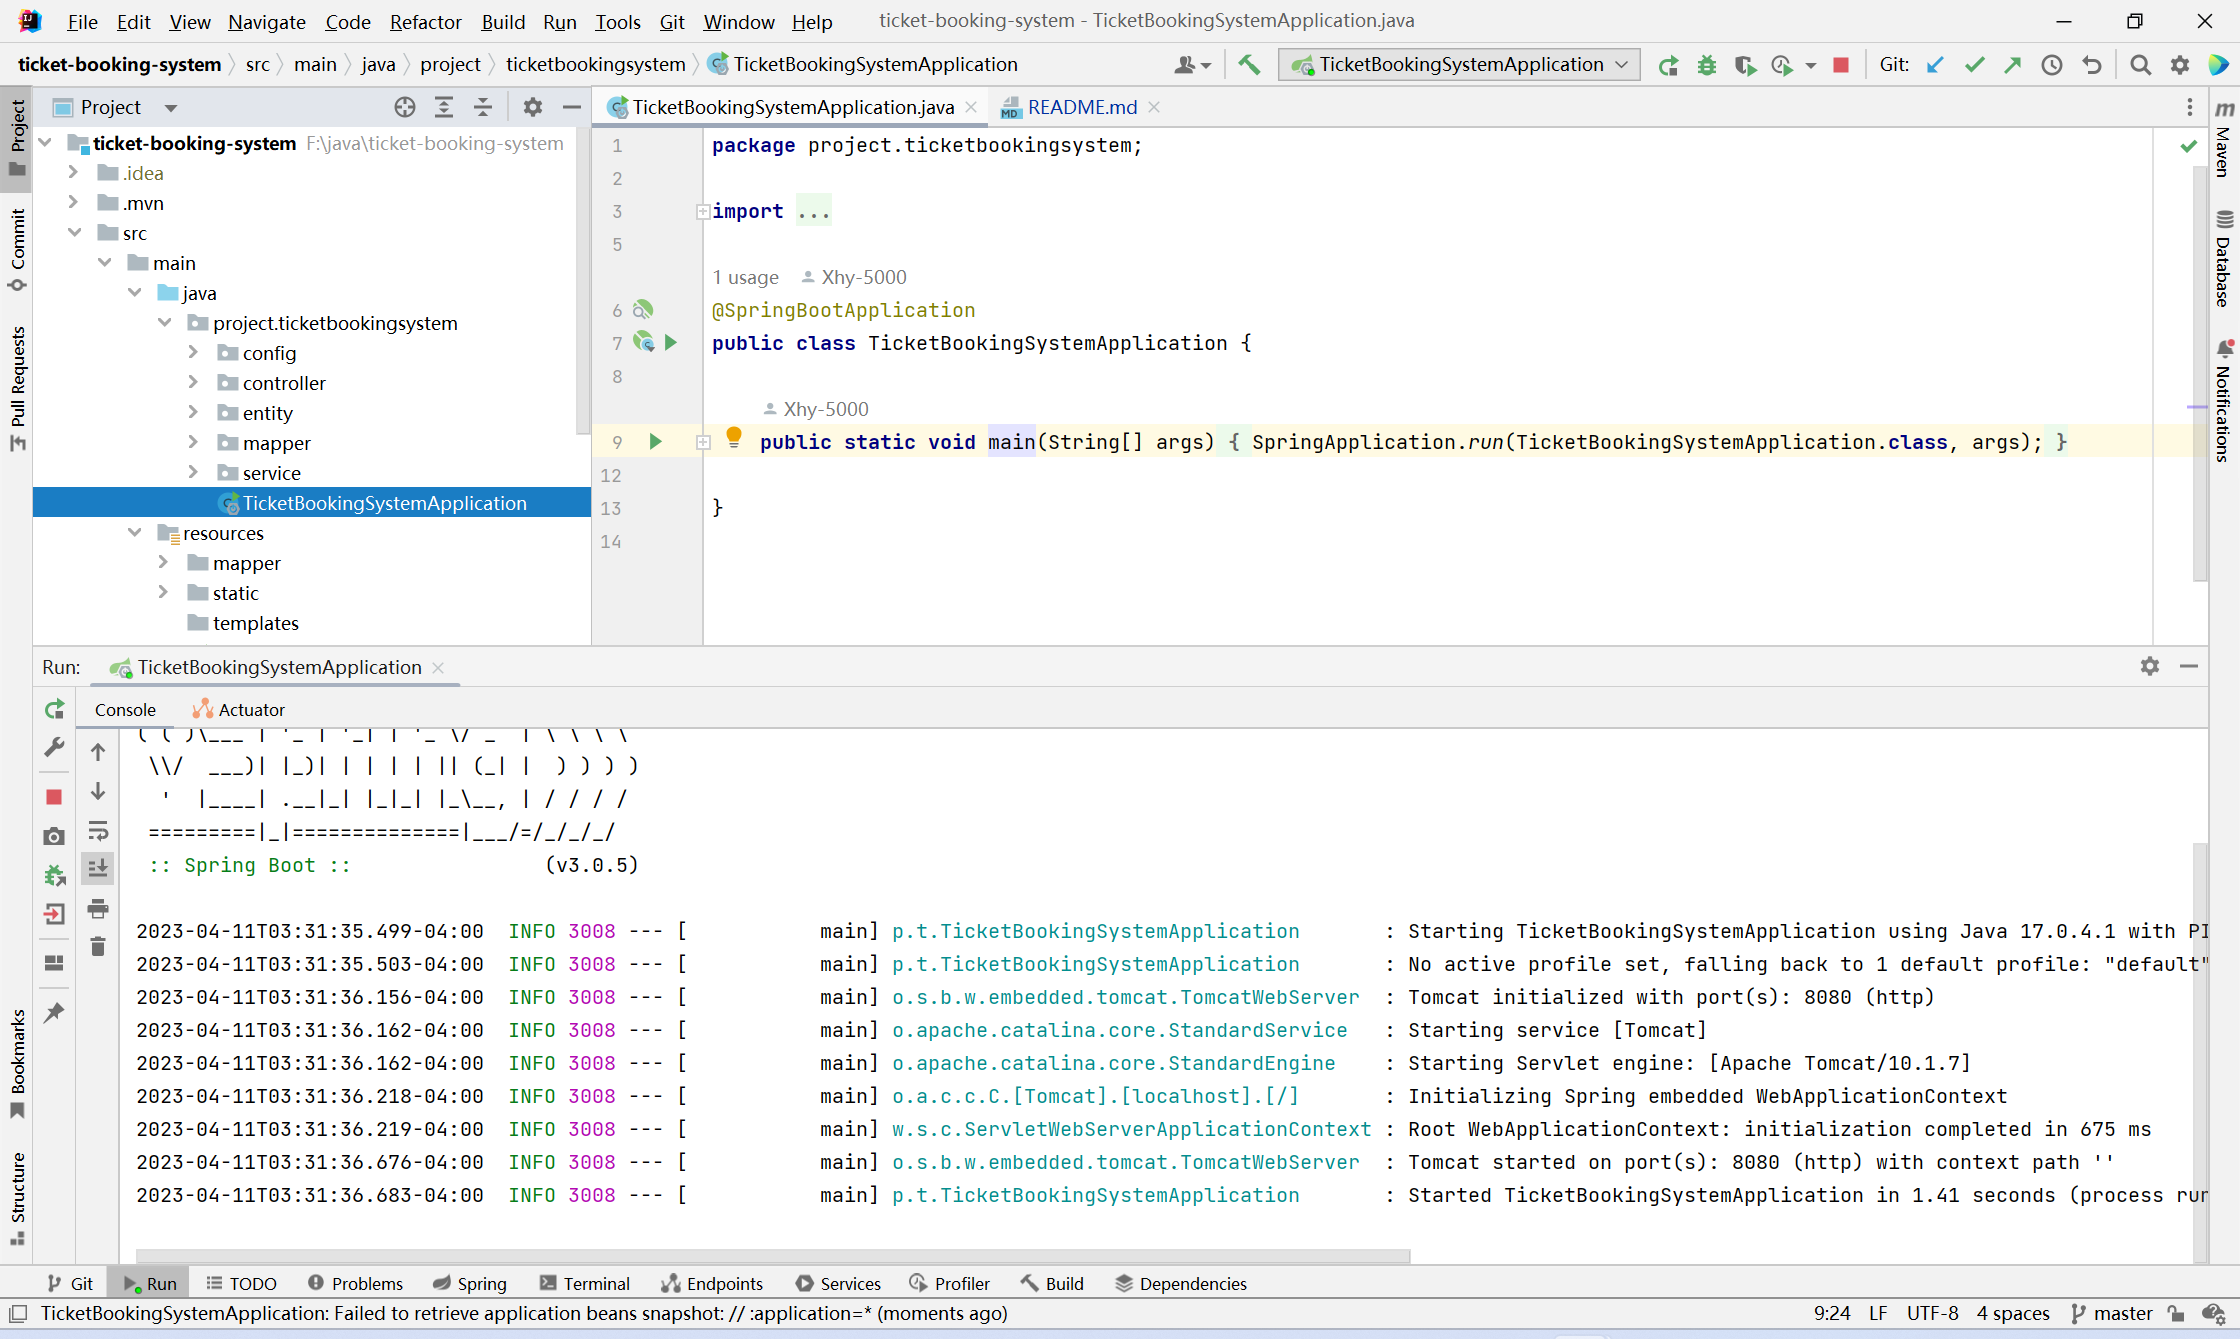 File Edit View Navigate Code Refactor Build Run Tools Git Window Help ticket-booking-system - TicketBookingSystemApplication.java
ticket-booking-system src main java project ticketbookingsystem TicketBookingSystemApplication TicketBookingSystemApplication Git:
Project
TicketBookingSystemApplication.java README.md
ticket-booking-system F:\java\ticket-booking-system
.idea
.mvn
src
main
java
project.ticketbookingsystem
config
controller
entity
mapper
service
TicketBookingSystemApplication
resources
mapper
static
templates
1 package project.ticketbookingsystem;
2
3 import ...
5
1 usage Xhy-5000
6 @SpringBootApplication
7 public class TicketBookingSystemApplication {
8
Xhy-5000
9 public static void main(String[] args) { SpringApplication.run(TicketBookingSystemApplication.class, args); }
12
13 }
14
Project
Commit
Pull Requests
Bookmarks
Structure
Maven
Database
Notifications
Run: TicketBookingSystemApplication
Console Actuator
( ( )\___ | '_ | '_| | '_ \/ _` | \ \ \ \
\\/  ___)| |_)| | | | | || (_| |  ) ) ) )
'  |____| .__|_| |_|_| |_\__, | / / / /
=========|_|==============|___/=/_/_/_/
:: Spring Boot :: (v3.0.5)
2023-04-11T03:31:35.499-04:00  INFO 3008 --- [           main] p.t.TicketBookingSystemApplication       : Starting TicketBookingSystemApplication using Java 17.0.4.1 with PI
2023-04-11T03:31:35.503-04:00  INFO 3008 --- [           main] p.t.TicketBookingSystemApplication       : No active profile set, falling back to 1 default profile: "default"
2023-04-11T03:31:36.156-04:00  INFO 3008 --- [           main] o.s.b.w.embedded.tomcat.TomcatWebServer  : Tomcat initialized with port(s): 8080 (http)
2023-04-11T03:31:36.162-04:00  INFO 3008 --- [           main] o.apache.catalina.core.StandardService   : Starting service [Tomcat]
2023-04-11T03:31:36.162-04:00  INFO 3008 --- [           main] o.apache.catalina.core.StandardEngine    : Starting Servlet engine: [Apache Tomcat/10.1.7]
2023-04-11T03:31:36.218-04:00  INFO 3008 --- [           main] o.a.c.c.C.[Tomcat].[localhost].[/]       : Initializing Spring embedded WebApplicationContext
2023-04-11T03:31:36.219-04:00  INFO 3008 --- [           main] w.s.c.ServletWebServerApplicationContext : Root WebApplicationContext: initialization completed in 675 ms
2023-04-11T03:31:36.676-04:00  INFO 3008 --- [           main] o.s.b.w.embedded.tomcat.TomcatWebServer  : Tomcat started on port(s): 8080 (http) with context path ''
2023-04-11T03:31:36.683-04:00  INFO 3008 --- [           main] p.t.TicketBookingSystemApplication       : Started TicketBookingSystemApplication in 1.41 seconds (process run
Git Run TODO Problems Spring Terminal Endpoints Services Profiler Build Dependencies
TicketBookingSystemApplication: Failed to retrieve application beans snapshot: // :application=* (moments ago) 9:24 LF UTF-8 4 spaces master